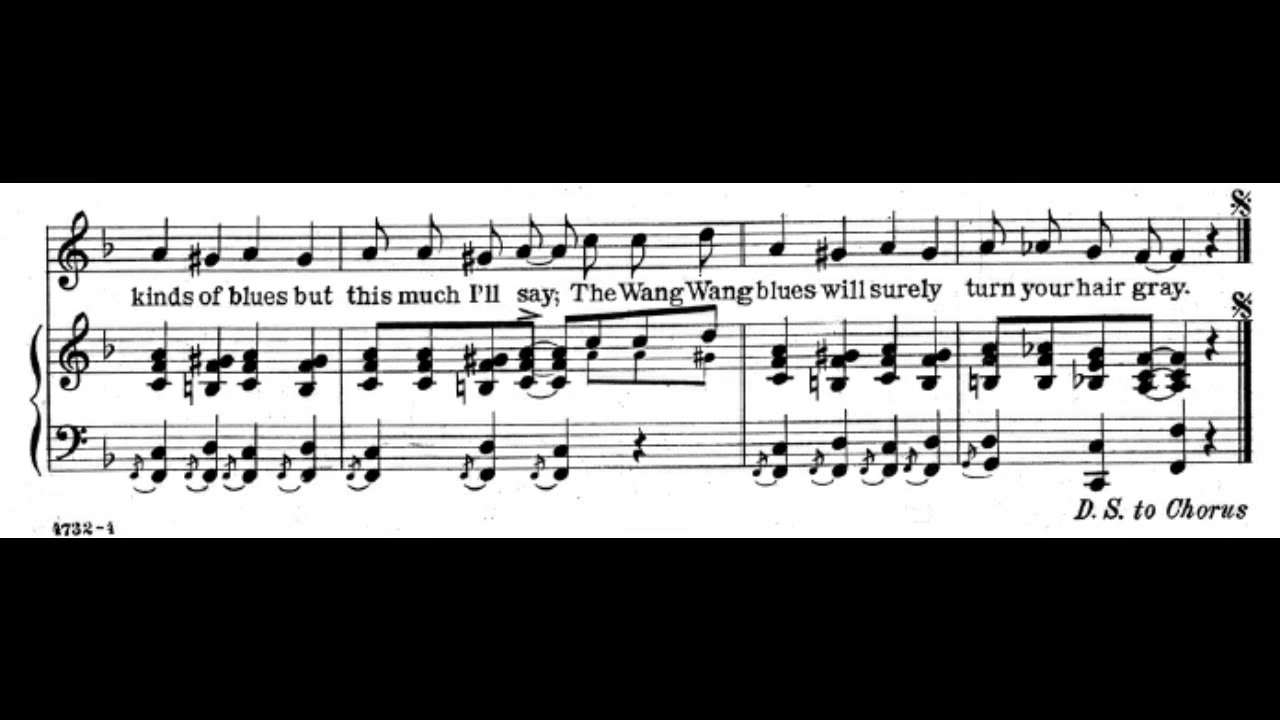 kinds of blues but this much I'll say; The Wang Wang blues will surely turn your hair gray.
D. S. to Chorus
4732-4